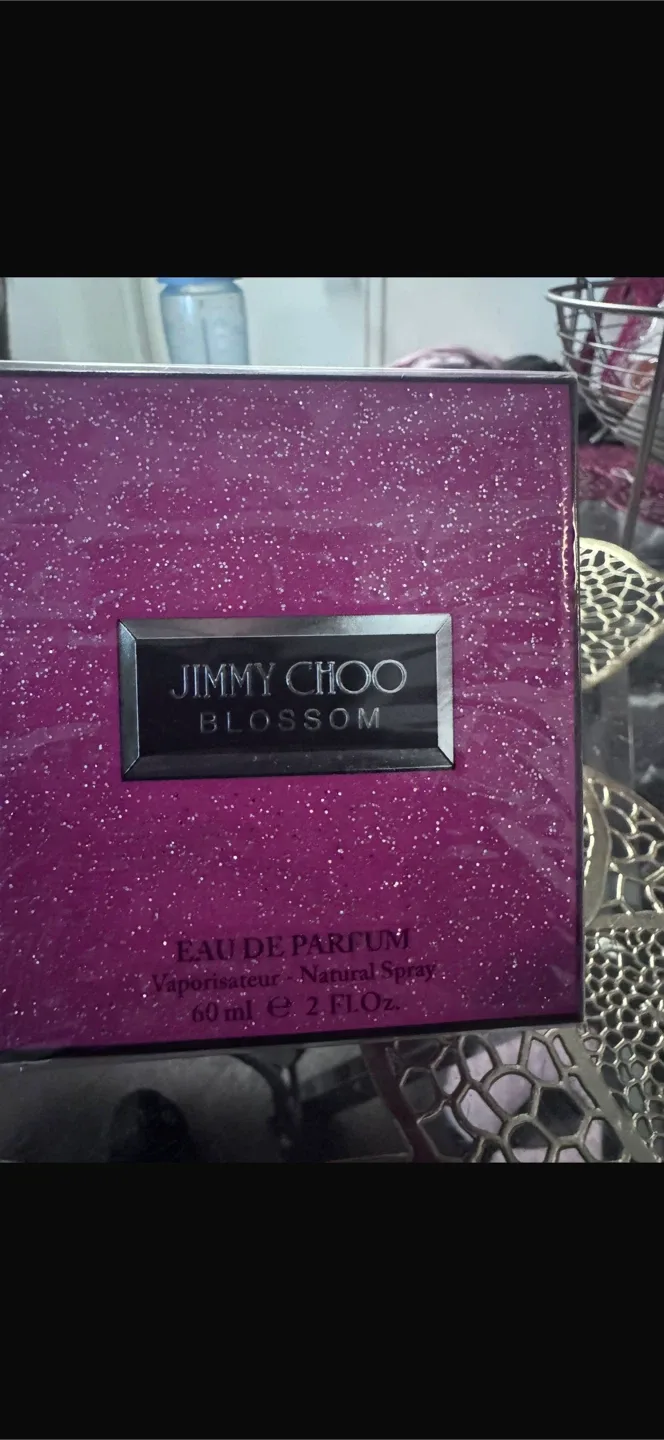 JIMMY CHOO
BLOSSOM
EAU DE PARFUM
Vaporisateur - Natural Spray
60 ml ℮ 2 FL.Oz.